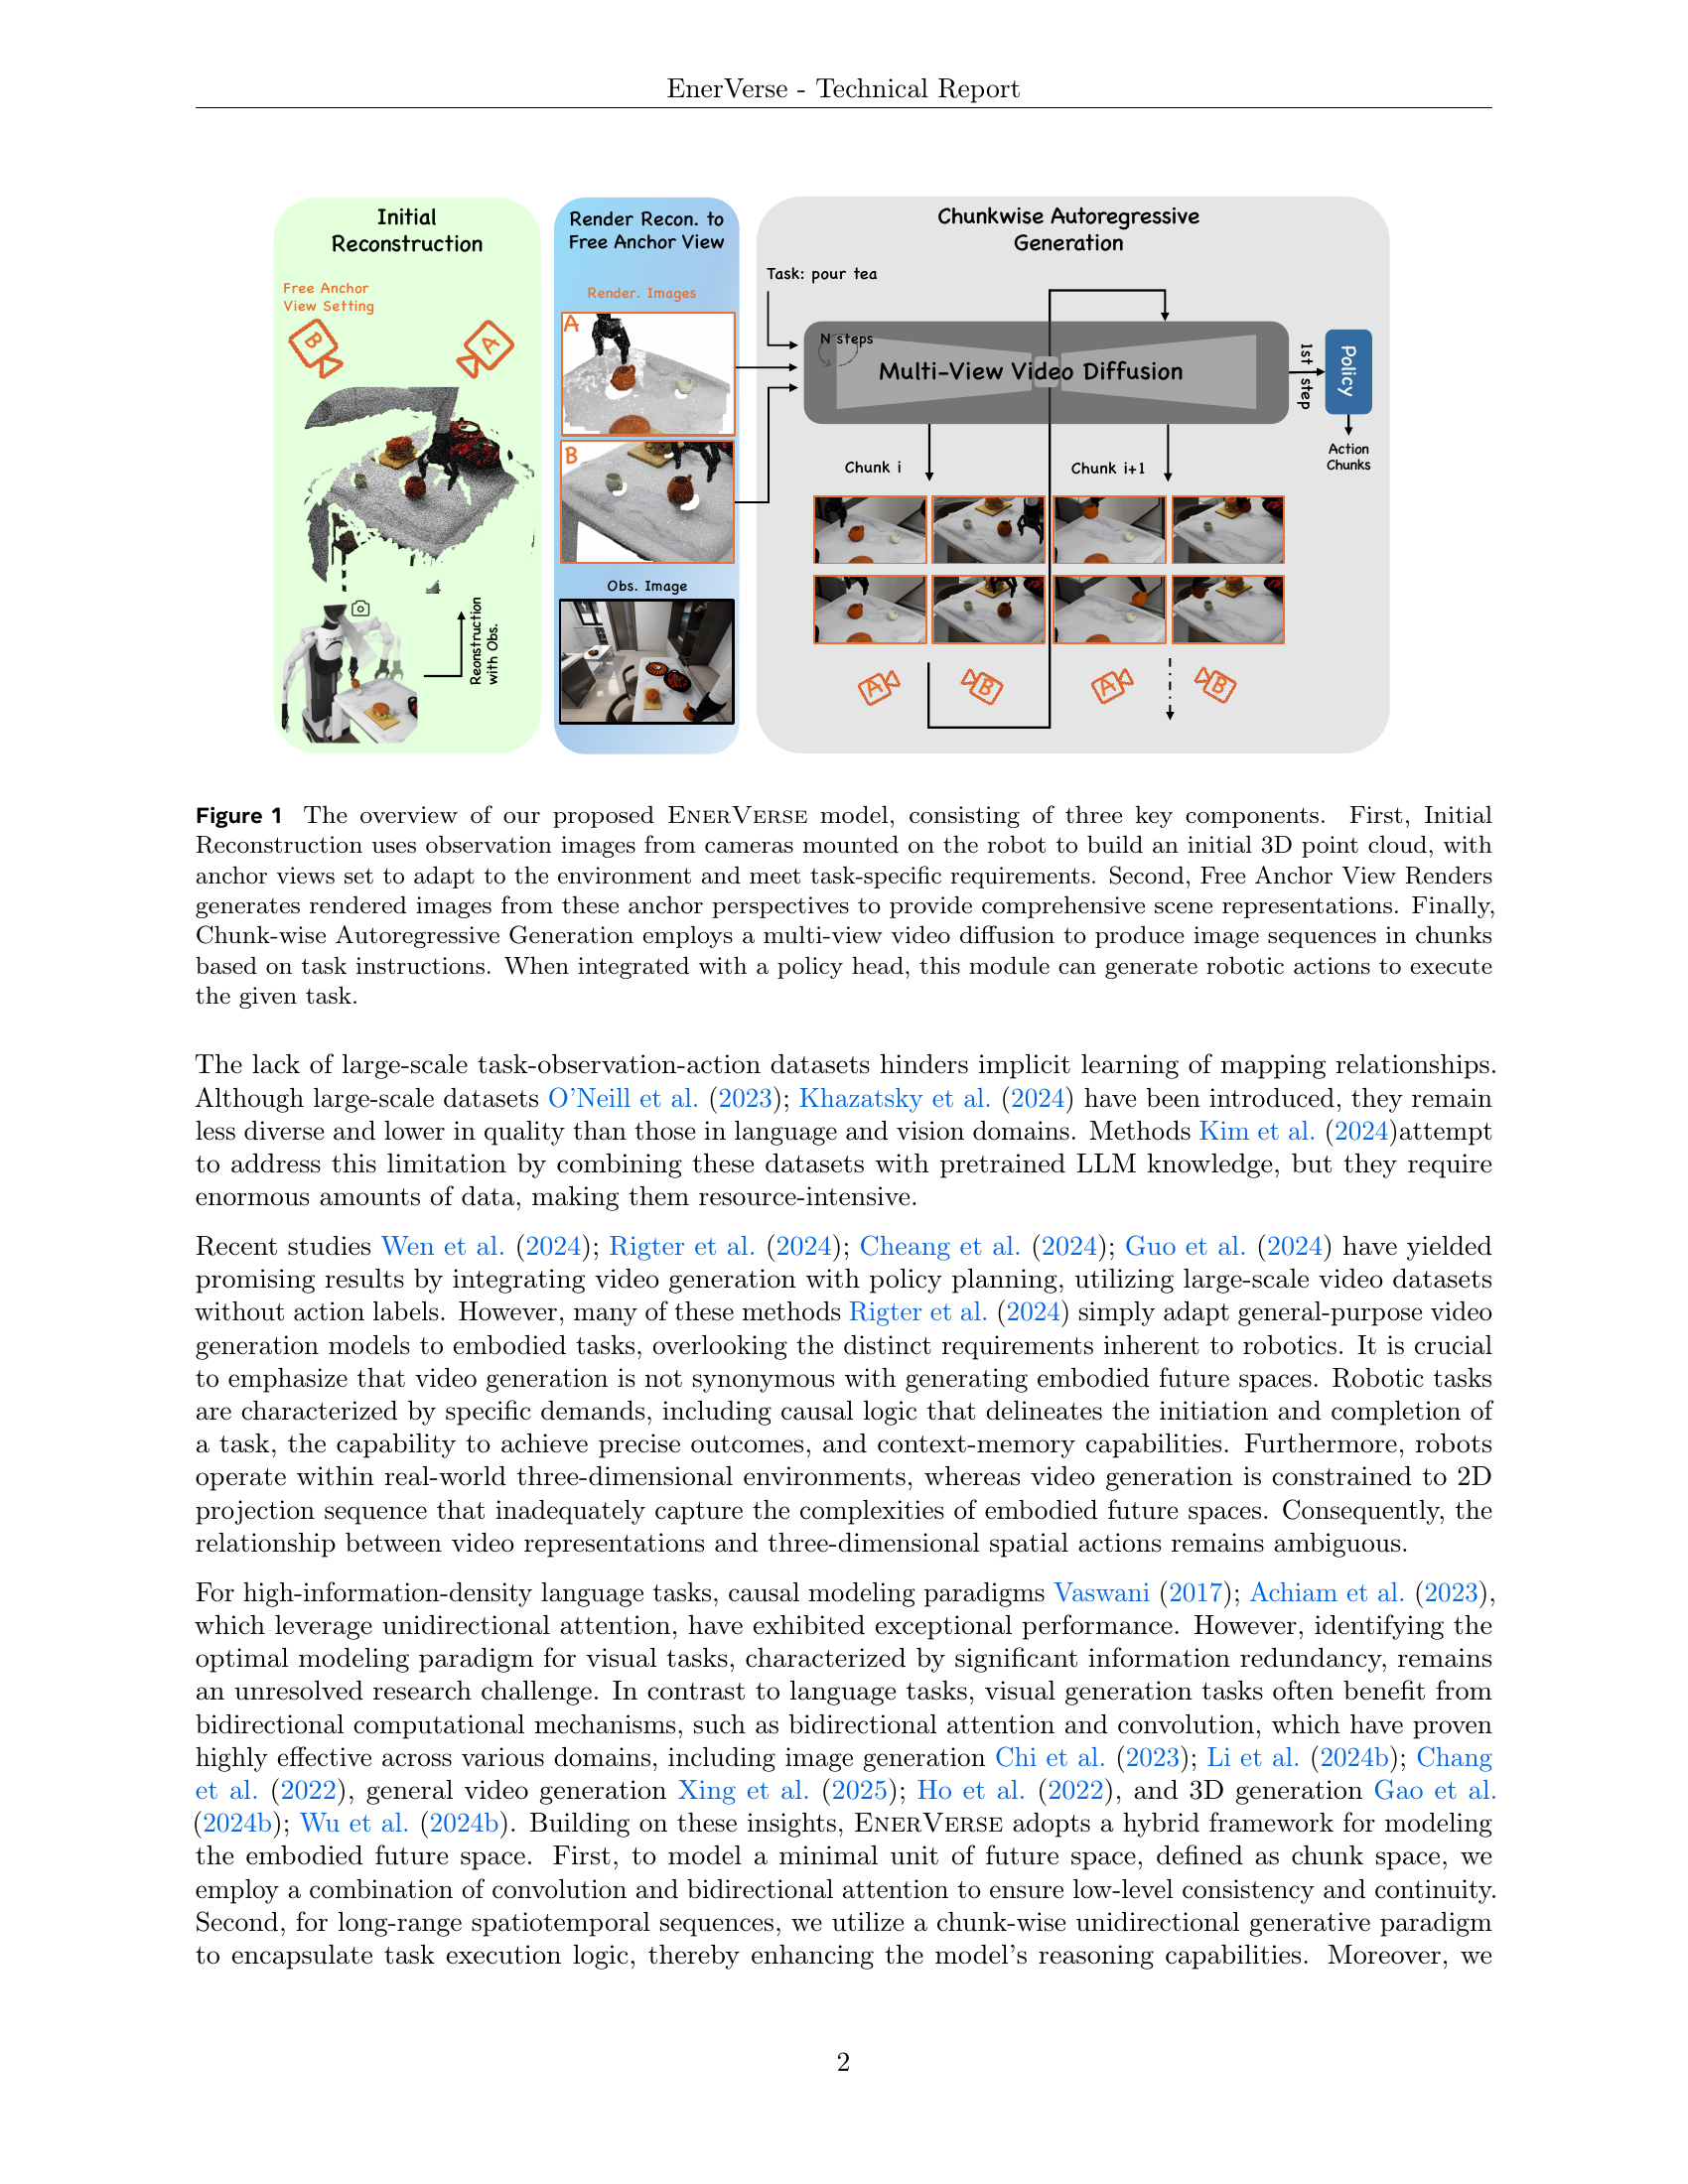 EnerVerse - Technical Report
Initial
Reconstruction
Free Anchor
View Setting
B
A
Reconstruction
with Obs.
Render Recon. to
Free Anchor View
Render. Images
A
B
Obs. Image
Chunkwise Autoregressive
Generation
Task: pour tea
N steps
Multi-View Video Diffusion
1st step
Policy
Action
Chunks
Chunk i
Chunk i+1
A
B
A
B
Figure 1 The overview of our proposed EnerVerse model, consisting of three key components. First, Initial
Reconstruction uses observation images from cameras mounted on the robot to build an initial 3D point cloud, with
anchor views set to adapt to the environment and meet task-specific requirements. Second, Free Anchor View Renders
generates rendered images from these anchor perspectives to provide comprehensive scene representations. Finally,
Chunk-wise Autoregressive Generation employs a multi-view video diffusion to produce image sequences in chunks
based on task instructions. When integrated with a policy head, this module can generate robotic actions to execute
the given task.
The lack of large-scale task-observation-action datasets hinders implicit learning of mapping relationships.
Although large-scale datasets O'Neill et al. (2023); Khazatsky et al. (2024) have been introduced, they remain
less diverse and lower in quality than those in language and vision domains. Methods Kim et al. (2024)attempt
to address this limitation by combining these datasets with pretrained LLM knowledge, but they require
enormous amounts of data, making them resource-intensive.
Recent studies Wen et al. (2024); Rigter et al. (2024); Cheang et al. (2024); Guo et al. (2024) have yielded
promising results by integrating video generation with policy planning, utilizing large-scale video datasets
without action labels. However, many of these methods Rigter et al. (2024) simply adapt general-purpose video
generation models to embodied tasks, overlooking the distinct requirements inherent to robotics. It is crucial
to emphasize that video generation is not synonymous with generating embodied future spaces. Robotic tasks
are characterized by specific demands, including causal logic that delineates the initiation and completion of
a task, the capability to achieve precise outcomes, and context-memory capabilities. Furthermore, robots
operate within real-world three-dimensional environments, whereas video generation is constrained to 2D
projection sequence that inadequately capture the complexities of embodied future spaces. Consequently, the
relationship between video representations and three-dimensional spatial actions remains ambiguous.
For high-information-density language tasks, causal modeling paradigms Vaswani (2017); Achiam et al. (2023),
which leverage unidirectional attention, have exhibited exceptional performance. However, identifying the
optimal modeling paradigm for visual tasks, characterized by significant information redundancy, remains
an unresolved research challenge. In contrast to language tasks, visual generation tasks often benefit from
bidirectional computational mechanisms, such as bidirectional attention and convolution, which have proven
highly effective across various domains, including image generation Chi et al. (2023); Li et al. (2024b); Chang
et al. (2022), general video generation Xing et al. (2025); Ho et al. (2022), and 3D generation Gao et al.
(2024b); Wu et al. (2024b). Building on these insights, EnerVerse adopts a hybrid framework for modeling
the embodied future space. First, to model a minimal unit of future space, defined as chunk space, we
employ a combination of convolution and bidirectional attention to ensure low-level consistency and continuity.
Second, for long-range spatiotemporal sequences, we utilize a chunk-wise unidirectional generative paradigm
to encapsulate task execution logic, thereby enhancing the model's reasoning capabilities. Moreover, we
2